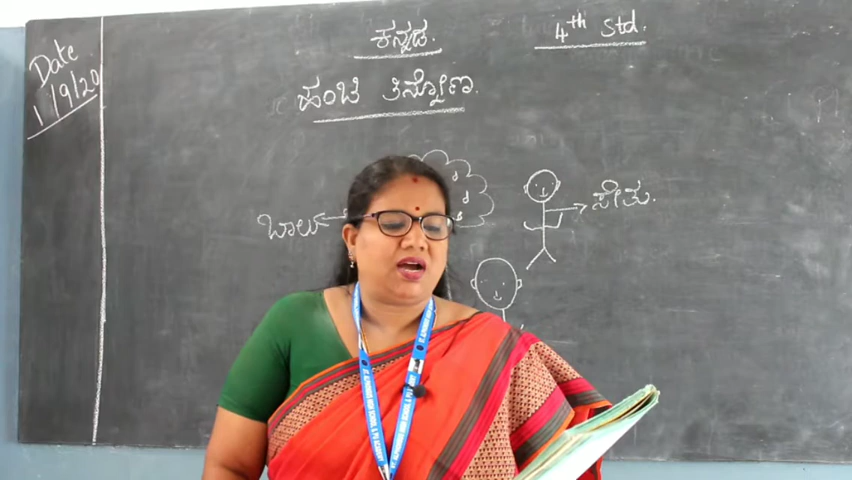 ಕನ್ನಡ.
4th Std.
Date
1/9/20
ಹಂಚಿ ತಿನ್ನೋಣ.
ಬಾಲು
ಸೇತು.